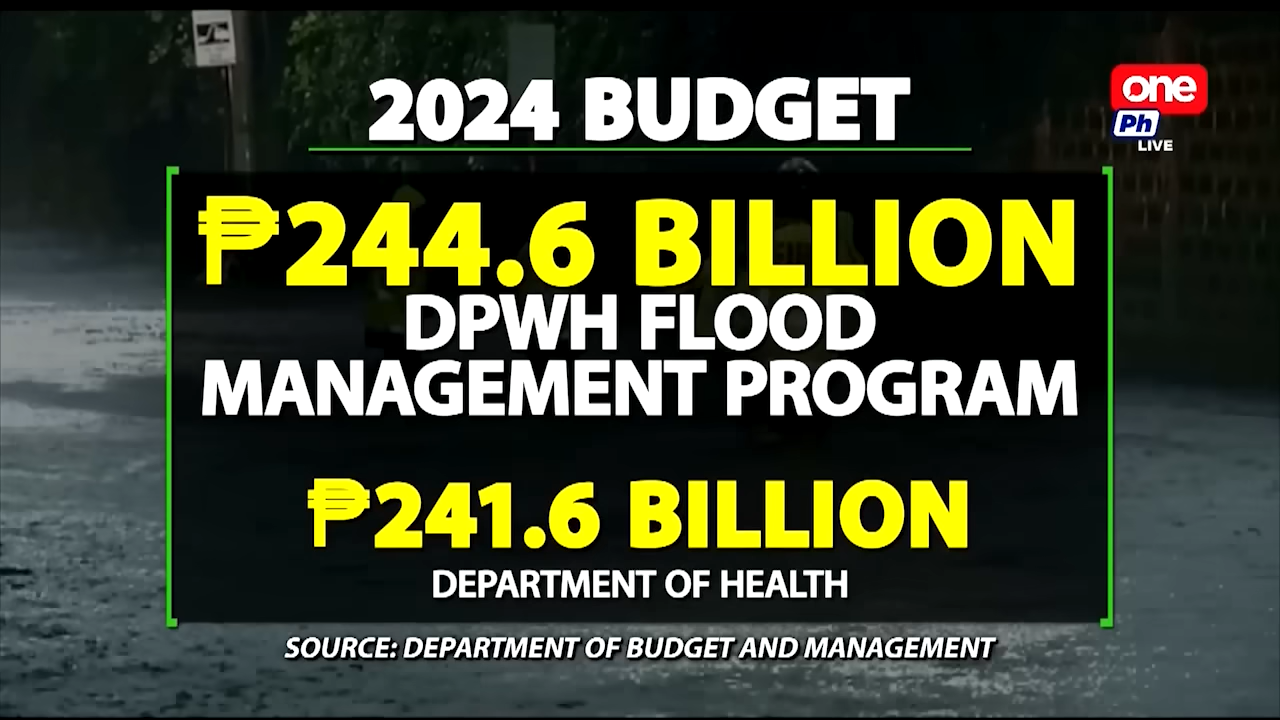 2024 BUDGET
one
Ph
LIVE
₱244.6 BILLION
DPWH FLOOD
MANAGEMENT PROGRAM
₱241.6 BILLION
DEPARTMENT OF HEALTH
SOURCE: DEPARTMENT OF BUDGET AND MANAGEMENT